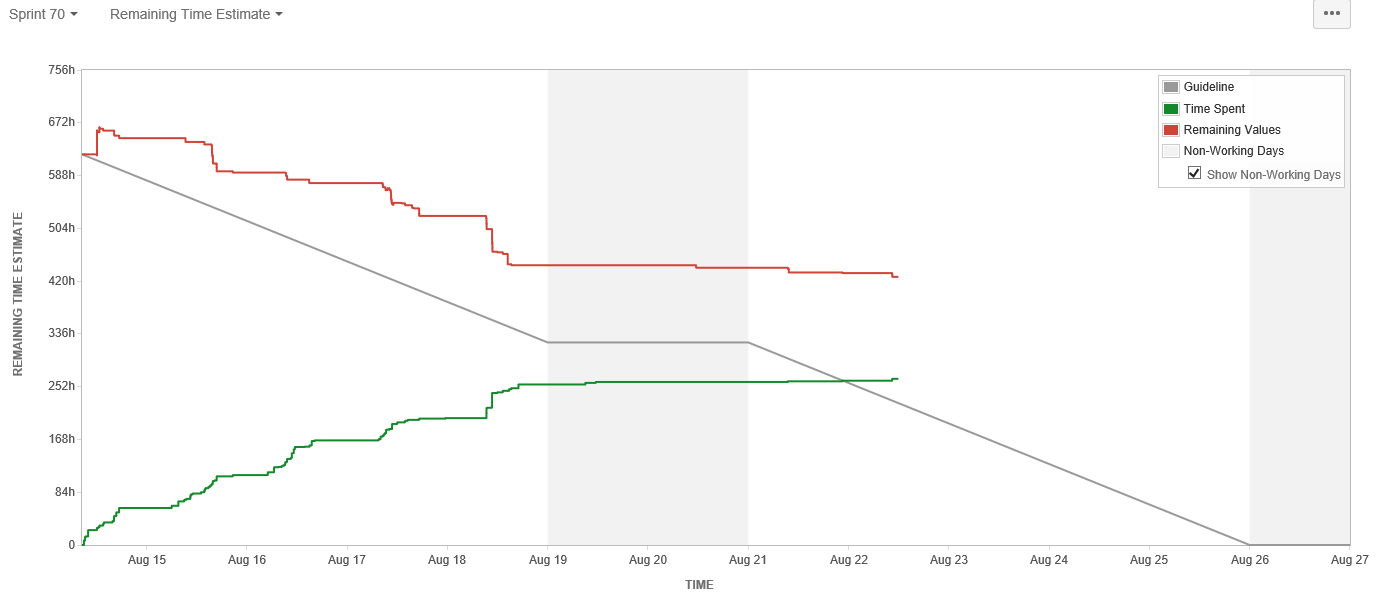 Sprint 70 Remaining Time Estimate
756h
672h
588h
504h
420h
336h
252h
168h
84h
0
REMAINING TIME ESTIMATE
Guideline
Time Spent
Remaining Values
Non-Working Days
Show Non-Working Days
Aug 15 Aug 16 Aug 17 Aug 18 Aug 19 Aug 20 Aug 21 Aug 22 Aug 23 Aug 24 Aug 25 Aug 26 Aug 27
TIME